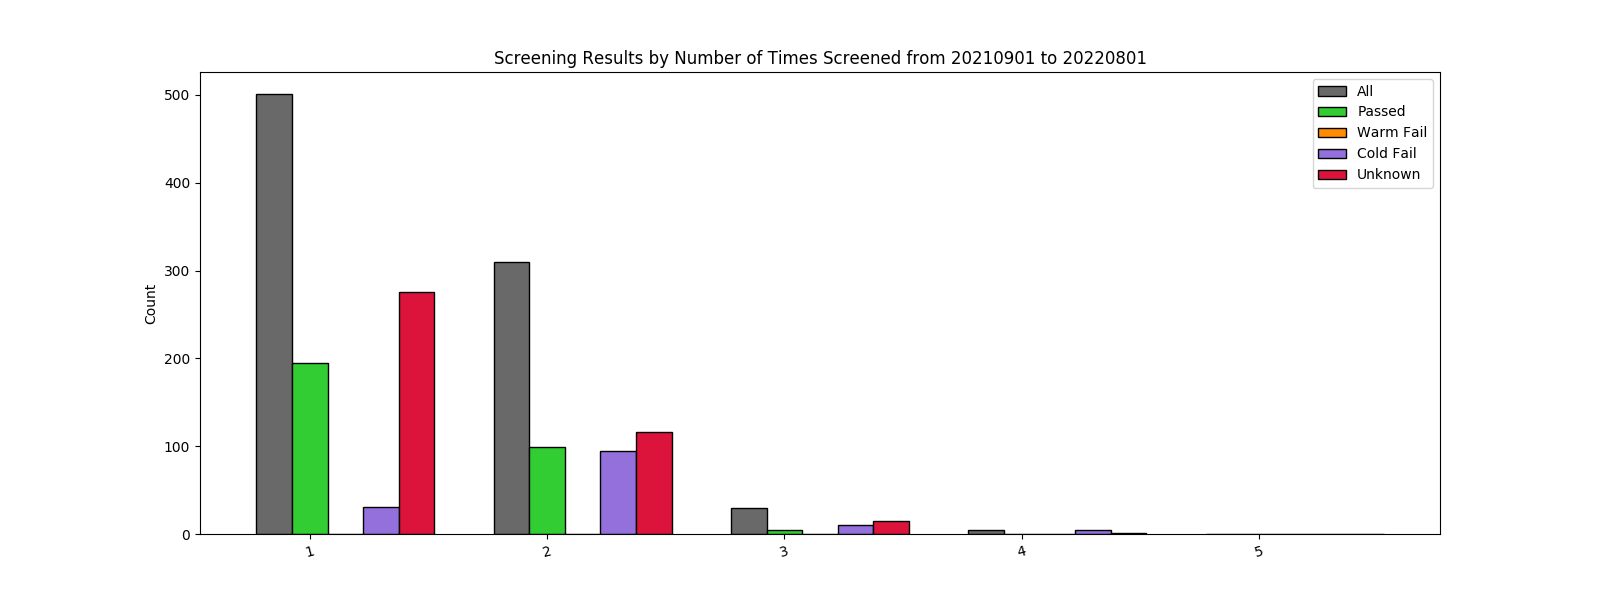 Screening Results by Number of Times Screened from 20210901 to 20220801
500
400
300
200
100
0
Count
All
Passed
Warm Fail
Cold Fail
Unknown
1
2
3
4
5